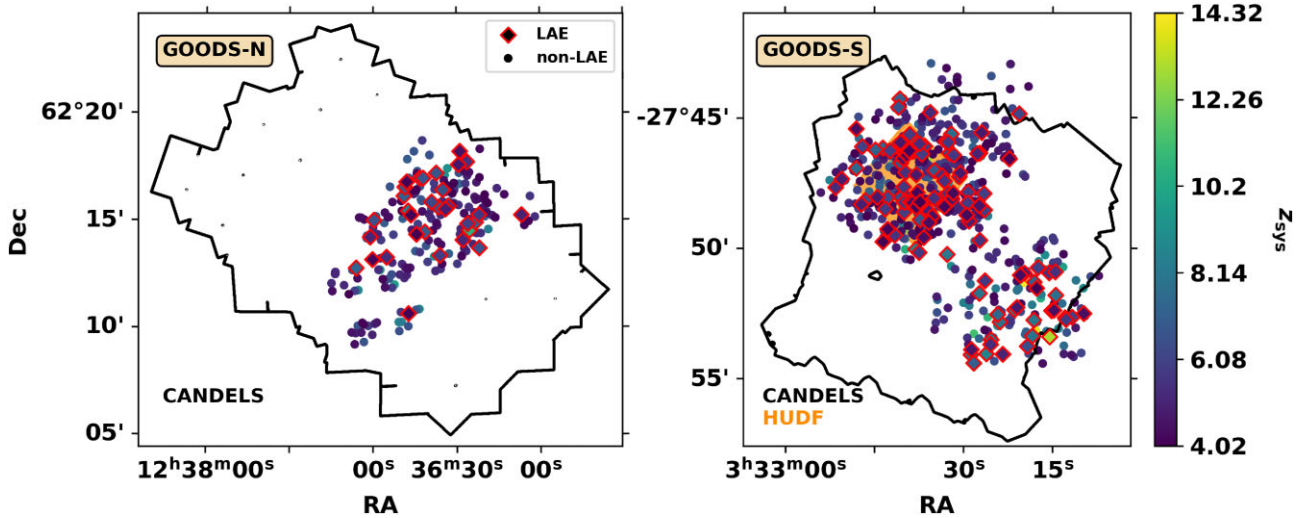 GOODS-N
LAE
non-LAE
62°20'
15'
10'
05'
Dec
CANDELS
12ʰ38ᵐ00ˢ
00ˢ
36ᵐ30ˢ
00ˢ
RA
GOODS-S
-27°45'
50'
55'
CANDELS
HUDF
3ʰ33ᵐ00ˢ
30ˢ
15ˢ
RA
14.32
12.26
10.2
8.14
6.08
4.02
Zsys